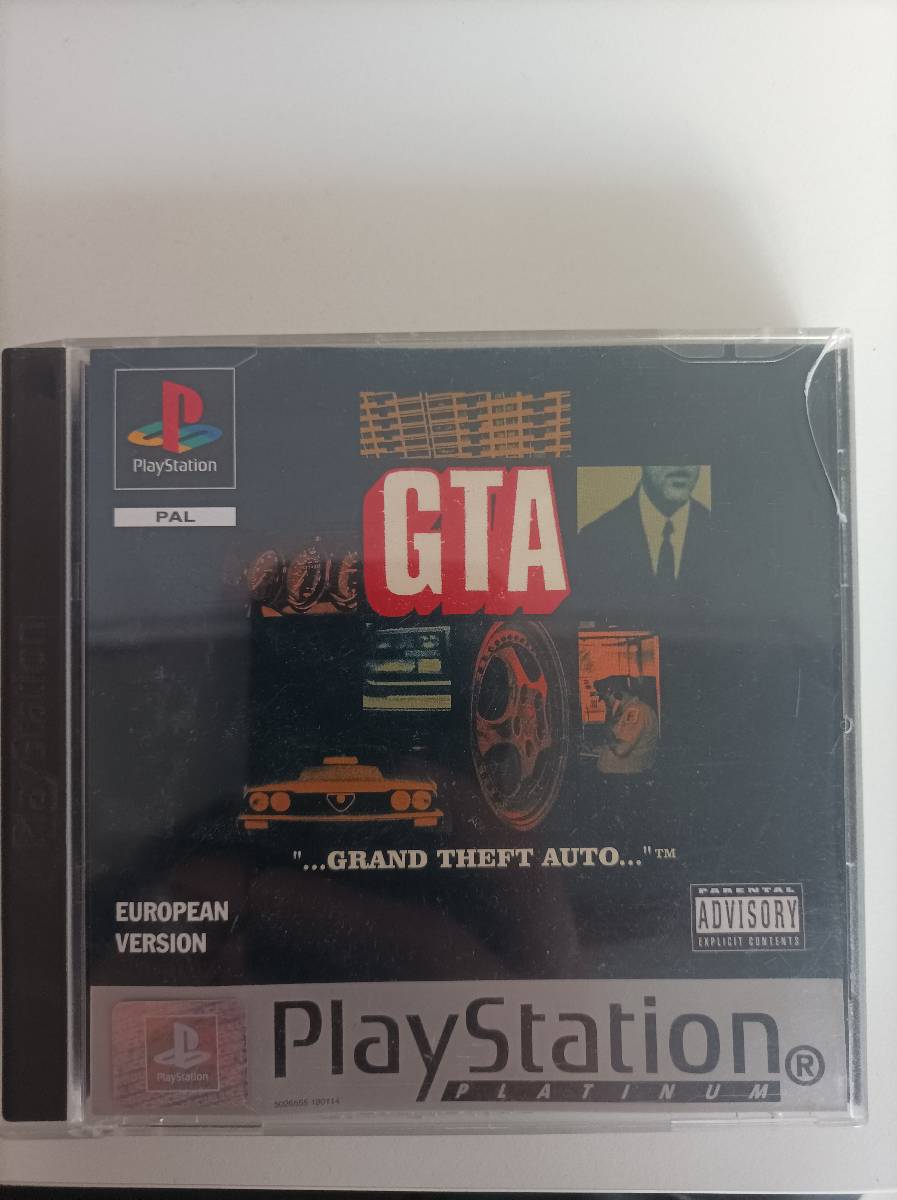 PlayStation
PAL
GTA
"...GRAND THEFT AUTO..."™
EUROPEAN
VERSION
PARENTAL
ADVISORY
EXPLICIT CONTENTS
PlayStation®
PLATINUM
PlayStation
PlayStation